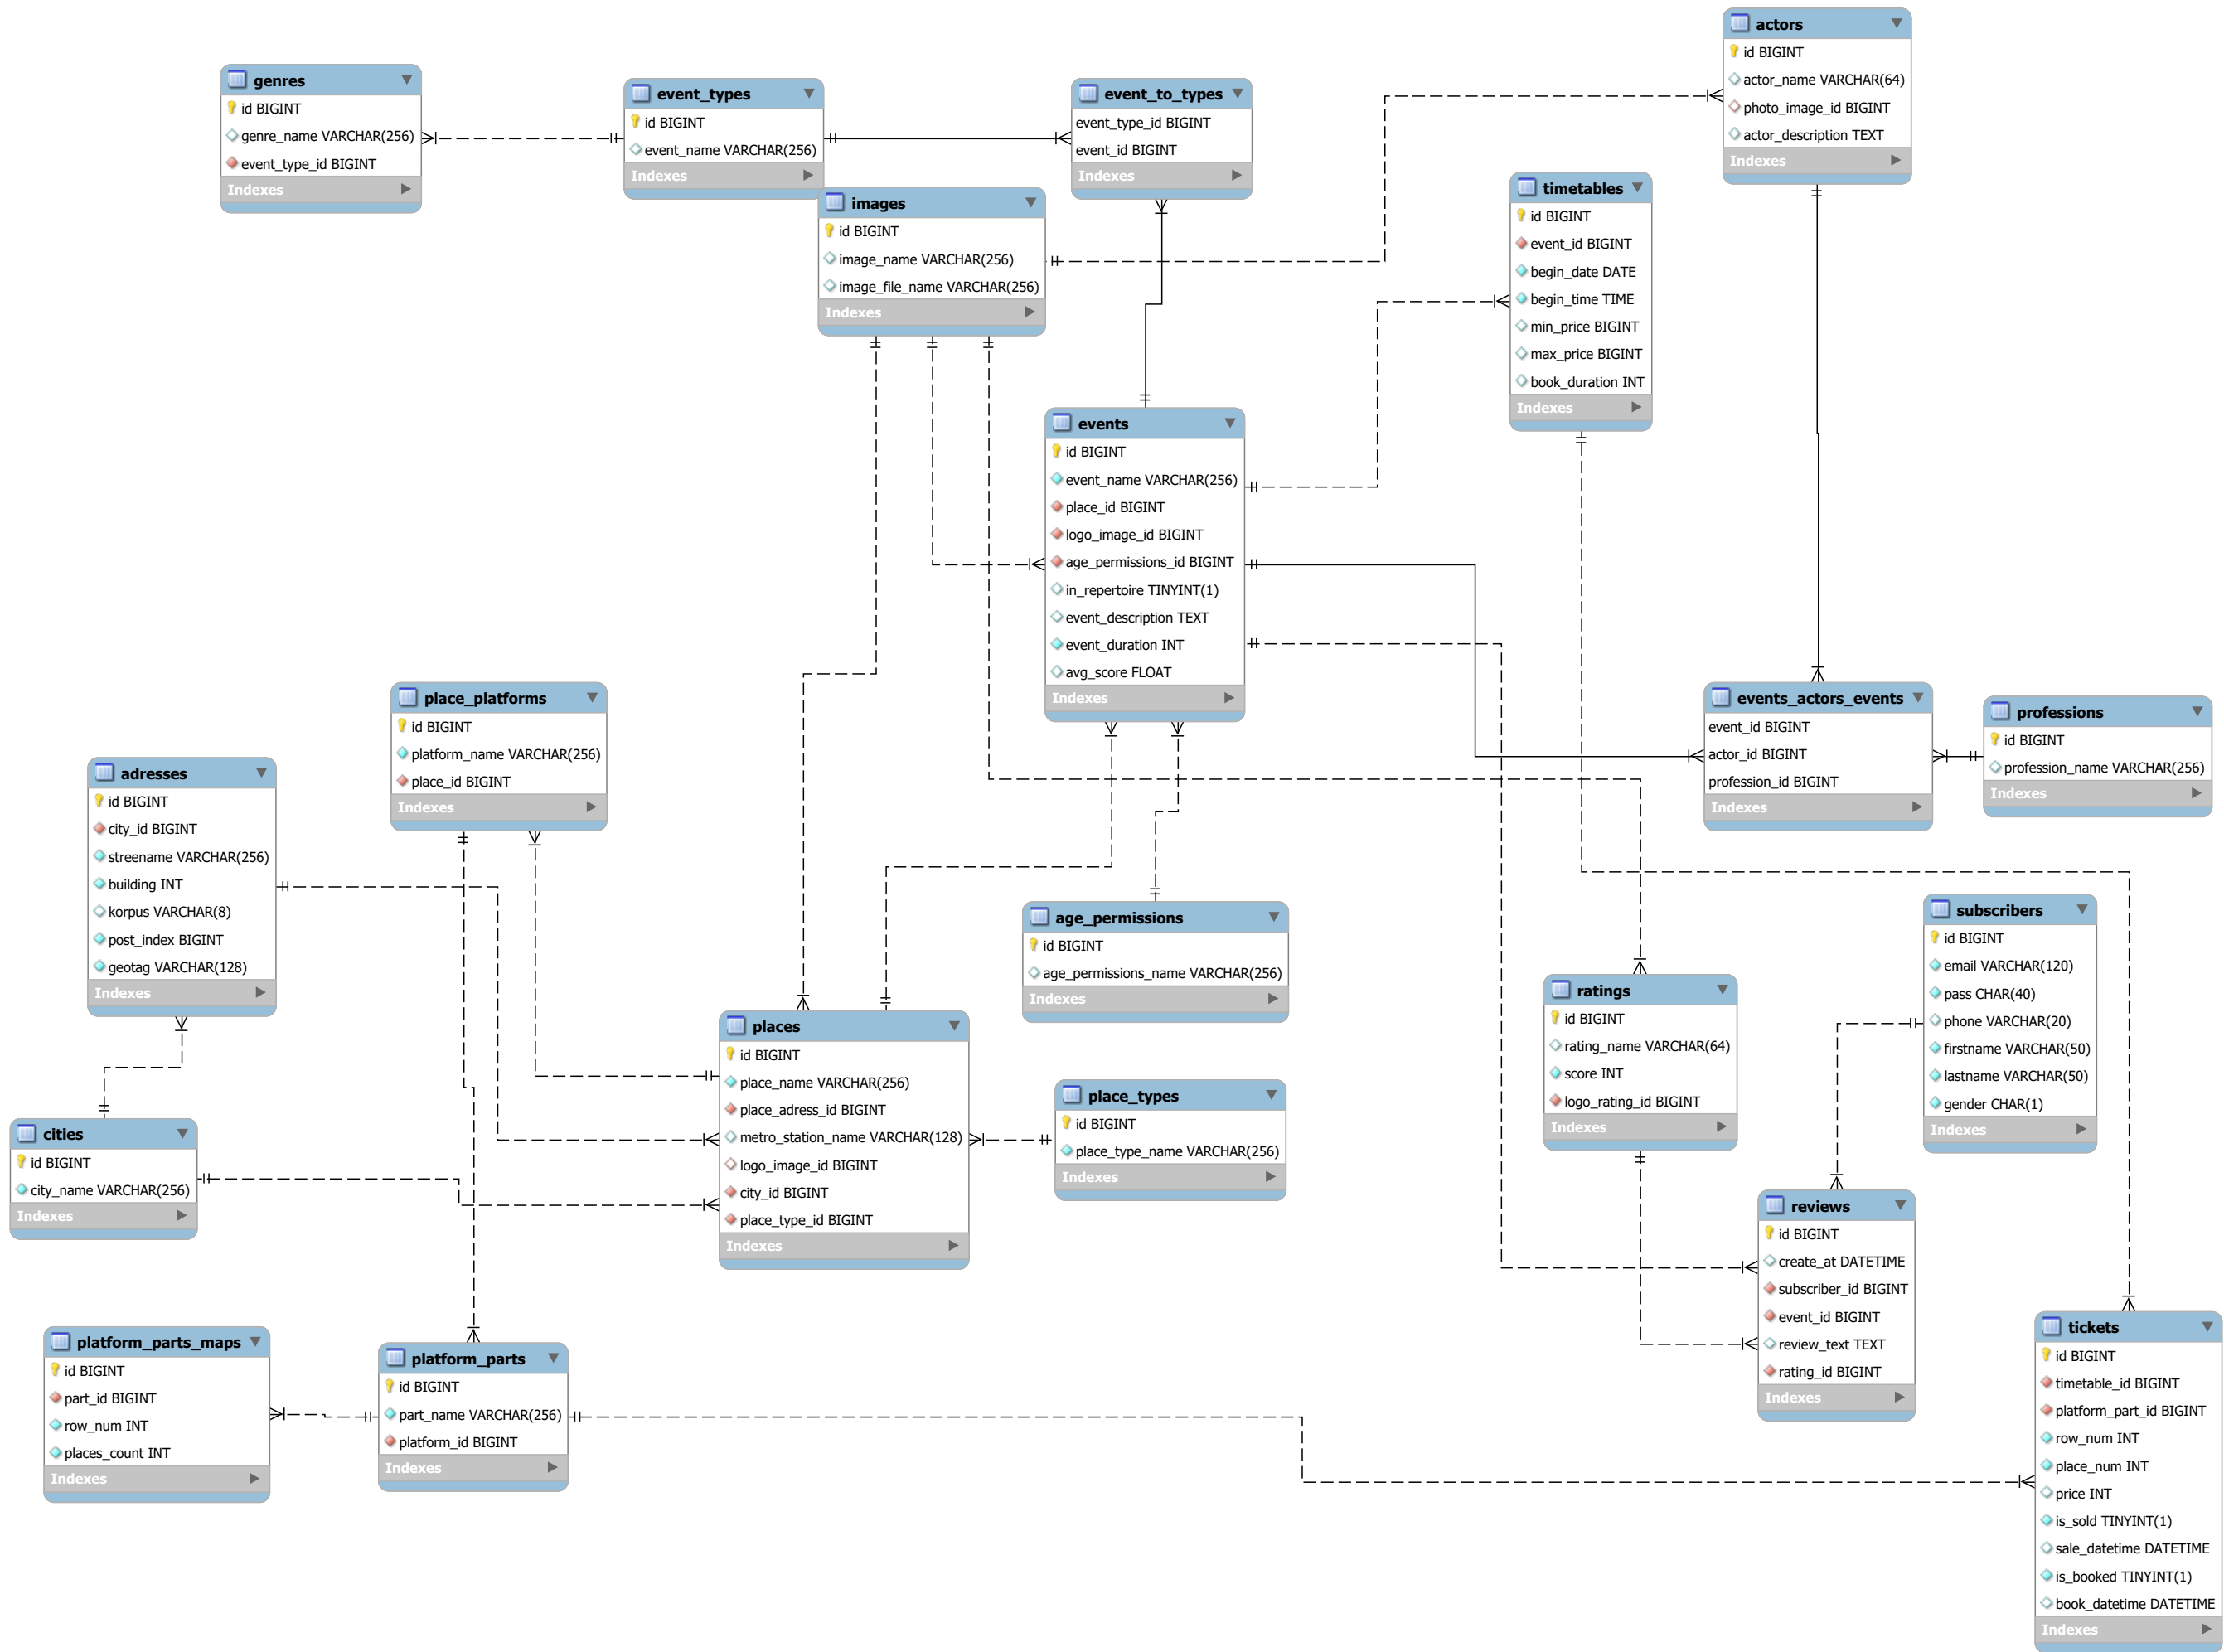 actors
id BIGINT
actor_name VARCHAR(64)
photo_image_id BIGINT
actor_description TEXT
Indexes
genres
id BIGINT
genre_name VARCHAR(256)
event_type_id BIGINT
Indexes
event_types
id BIGINT
event_name VARCHAR(256)
Indexes
event_to_types
event_type_id BIGINT
event_id BIGINT
Indexes
timetables
id BIGINT
event_id BIGINT
begin_date DATE
begin_time TIME
min_price BIGINT
max_price BIGINT
book_duration INT
Indexes
images
id BIGINT
image_name VARCHAR(256)
image_file_name VARCHAR(256)
Indexes
events
id BIGINT
event_name VARCHAR(256)
place_id BIGINT
logo_image_id BIGINT
age_permissions_id BIGINT
in_repertoire TINYINT(1)
event_description TEXT
event_duration INT
avg_score FLOAT
Indexes
place_platforms
id BIGINT
platform_name VARCHAR(256)
place_id BIGINT
Indexes
events_actors_events
event_id BIGINT
actor_id BIGINT
profession_id BIGINT
Indexes
professions
id BIGINT
profession_name VARCHAR(256)
Indexes
adresses
id BIGINT
city_id BIGINT
streename VARCHAR(256)
building INT
korpus VARCHAR(8)
post_index BIGINT
geotag VARCHAR(128)
Indexes
age_permissions
id BIGINT
age_permissions_name VARCHAR(256)
Indexes
subscribers
id BIGINT
email VARCHAR(120)
pass CHAR(40)
phone VARCHAR(20)
firstname VARCHAR(50)
lastname VARCHAR(50)
gender CHAR(1)
Indexes
ratings
id BIGINT
rating_name VARCHAR(64)
score INT
logo_rating_id BIGINT
Indexes
places
id BIGINT
place_name VARCHAR(256)
place_adress_id BIGINT
metro_station_name VARCHAR(128)
logo_image_id BIGINT
city_id BIGINT
place_type_id BIGINT
Indexes
place_types
id BIGINT
place_type_name VARCHAR(256)
Indexes
cities
id BIGINT
city_name VARCHAR(256)
Indexes
reviews
id BIGINT
create_at DATETIME
subscriber_id BIGINT
event_id BIGINT
review_text TEXT
rating_id BIGINT
Indexes
platform_parts_maps
id BIGINT
part_id BIGINT
row_num INT
places_count INT
Indexes
platform_parts
id BIGINT
part_name VARCHAR(256)
platform_id BIGINT
Indexes
tickets
id BIGINT
timetable_id BIGINT
platform_part_id BIGINT
row_num INT
place_num INT
price INT
is_sold TINYINT(1)
sale_datetime DATETIME
is_booked TINYINT(1)
book_datetime DATETIME
Indexes